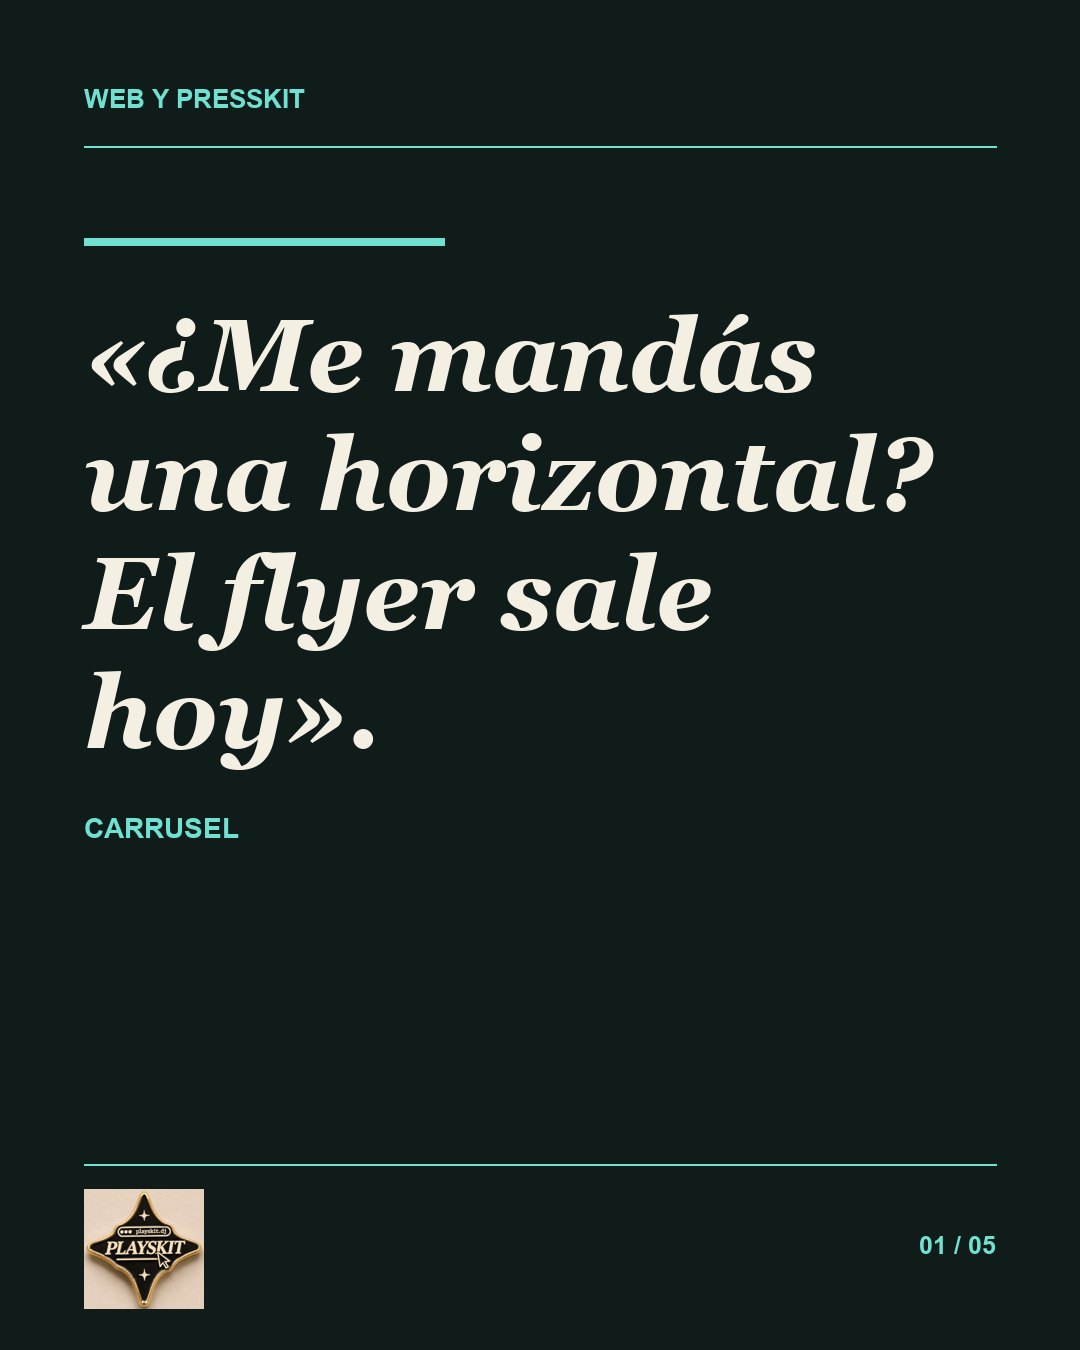 WEB Y PRESSKIT
«¿Me mandás
una horizontal?
El flyer sale
hoy».
CARRUSEL
playskit.dj
PLAYSKIT
01 / 05